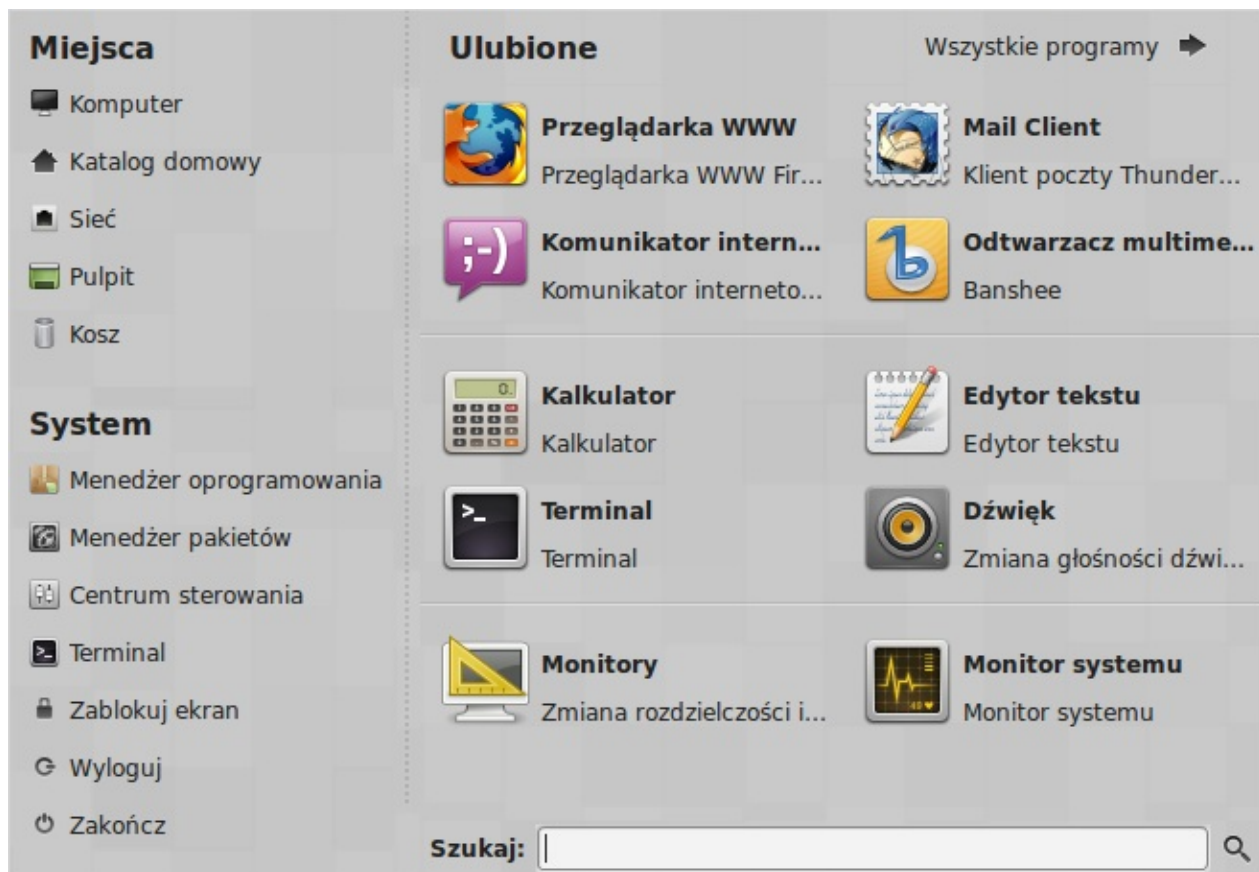 Miejsca
Komputer
Katalog domowy
Sieć
Pulpit
Kosz
System
Menedżer oprogramowania
Menedżer pakietów
Centrum sterowania
Terminal
Zablokuj ekran
Wyloguj
Zakończ
Ulubione
Wszystkie programy
Przeglądarka WWW
Przeglądarka WWW Fir...
Mail Client
Klient poczty Thunder...
;-)
Komunikator intern...
Komunikator interneto...
Odtwarzacz multime...
Banshee
0.
Kalkulator
Kalkulator
Edytor tekstu
Edytor tekstu
>_
Terminal
Terminal
Dźwięk
Zmiana głośności dźwi...
Monitory
Zmiana rozdzielczości i...
Monitor systemu
Monitor systemu
Szukaj: